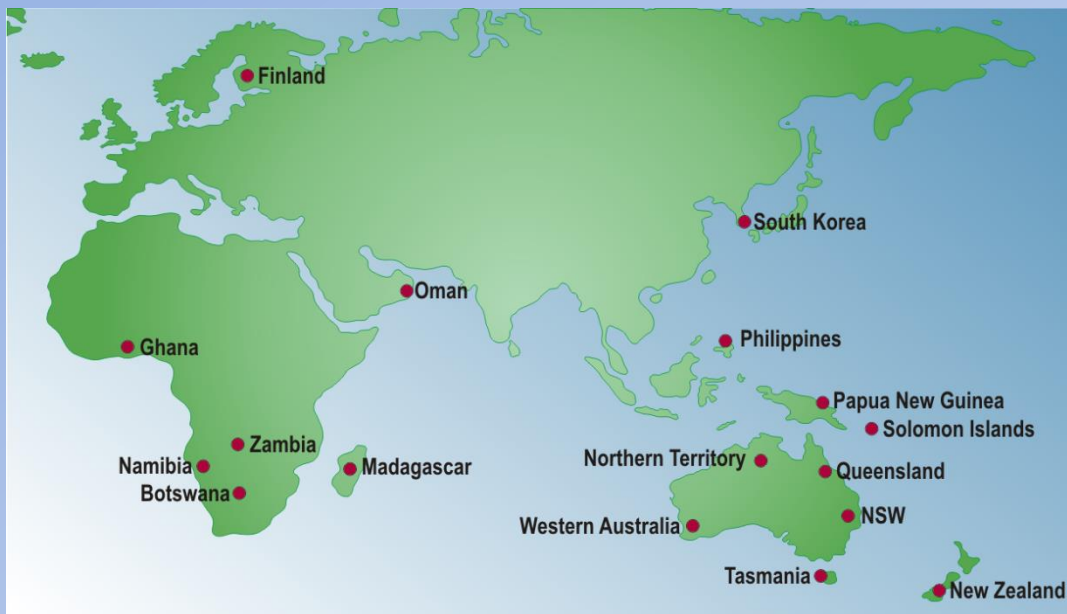 Finland
South Korea
Oman
Philippines
Ghana
Papua New Guinea
Solomon Islands
Zambia
Northern Territory
Namibia
Madagascar
Queensland
Botswana
NSW
Western Australia
Tasmania
New Zealand